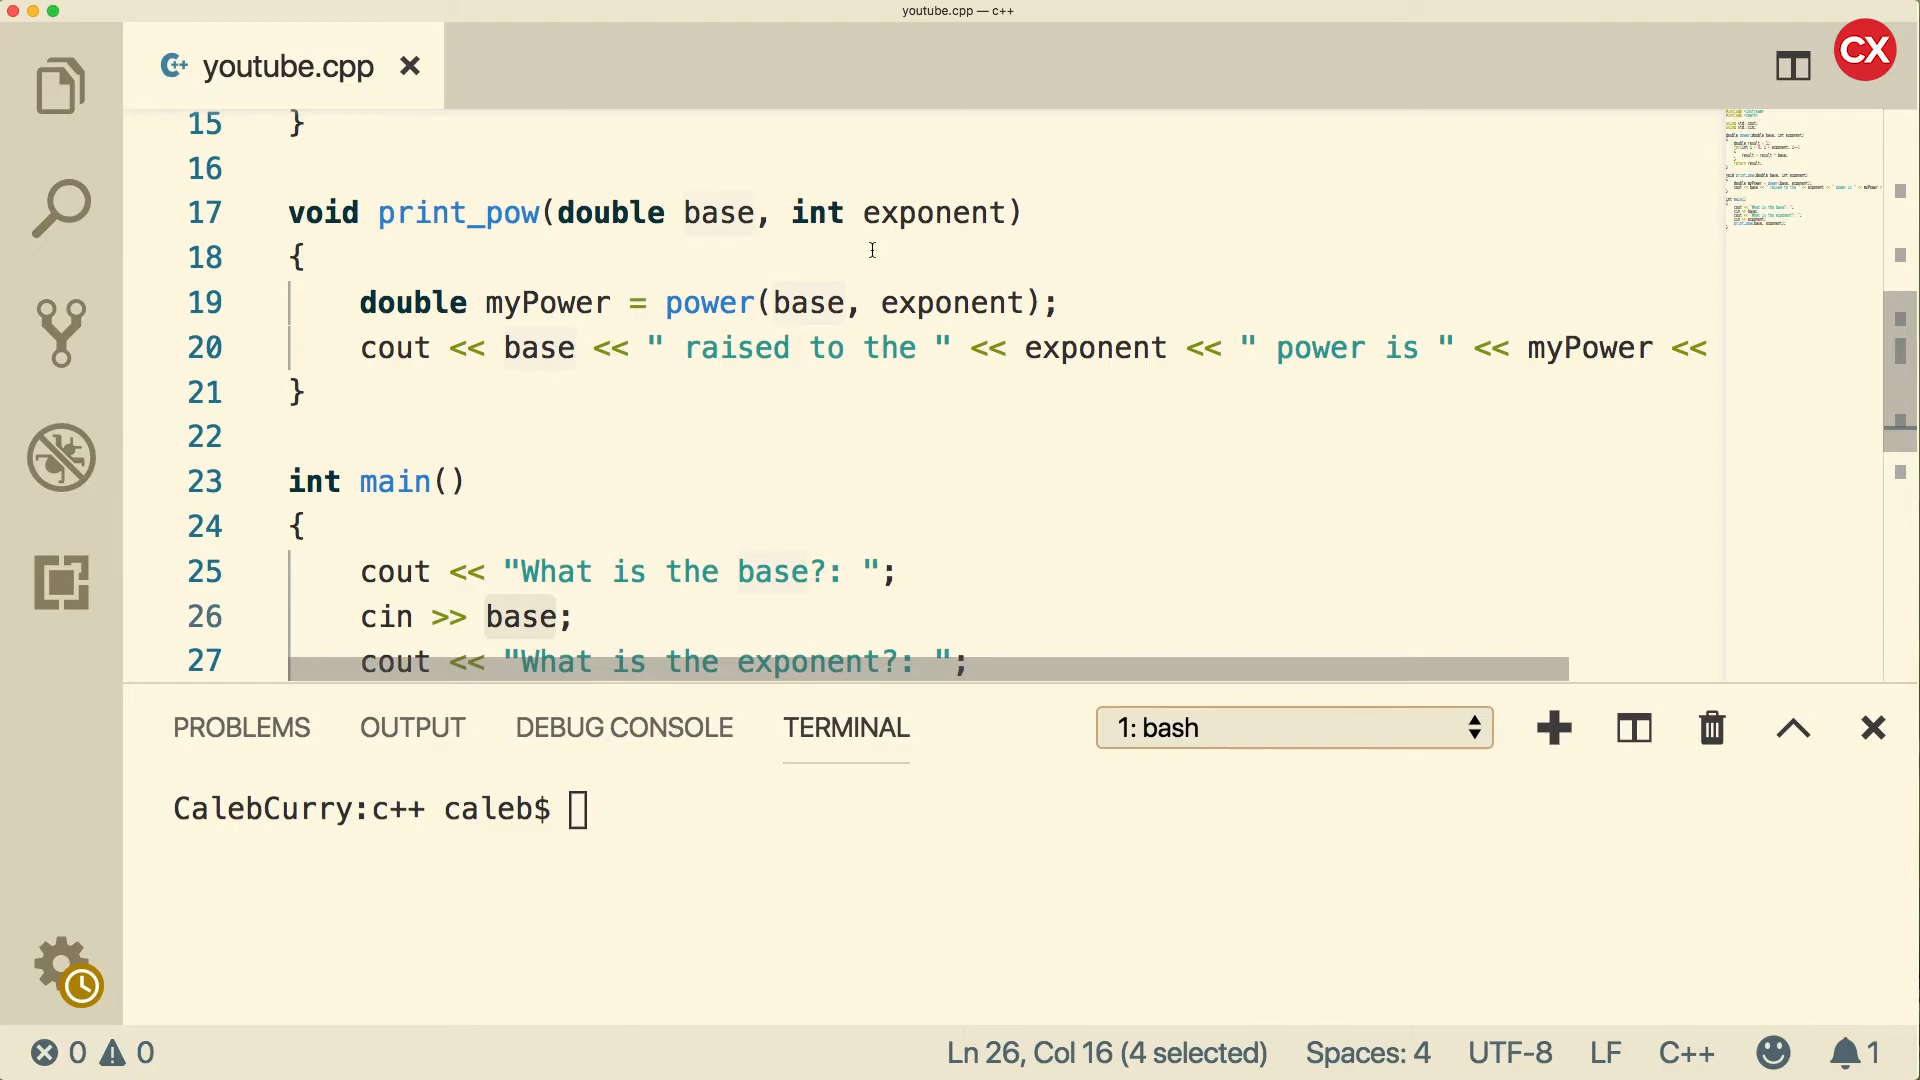 youtube.cpp — c++
youtube.cpp
CX
15 }
16
17 void print_pow(double base, int exponent)
18 {
19 double myPower = power(base, exponent);
20 cout << base << " raised to the " << exponent << " power is " << myPower <<
21 }
22
23 int main()
24 {
25 cout << "What is the base?: ";
26 cin >> base;
27 cout << "What is the exponent?: ";
PROBLEMS OUTPUT DEBUG CONSOLE TERMINAL 1: bash
CalebCurry:c++ caleb$
0 0 Ln 26, Col 16 (4 selected) Spaces: 4 UTF-8 LF C++ 1